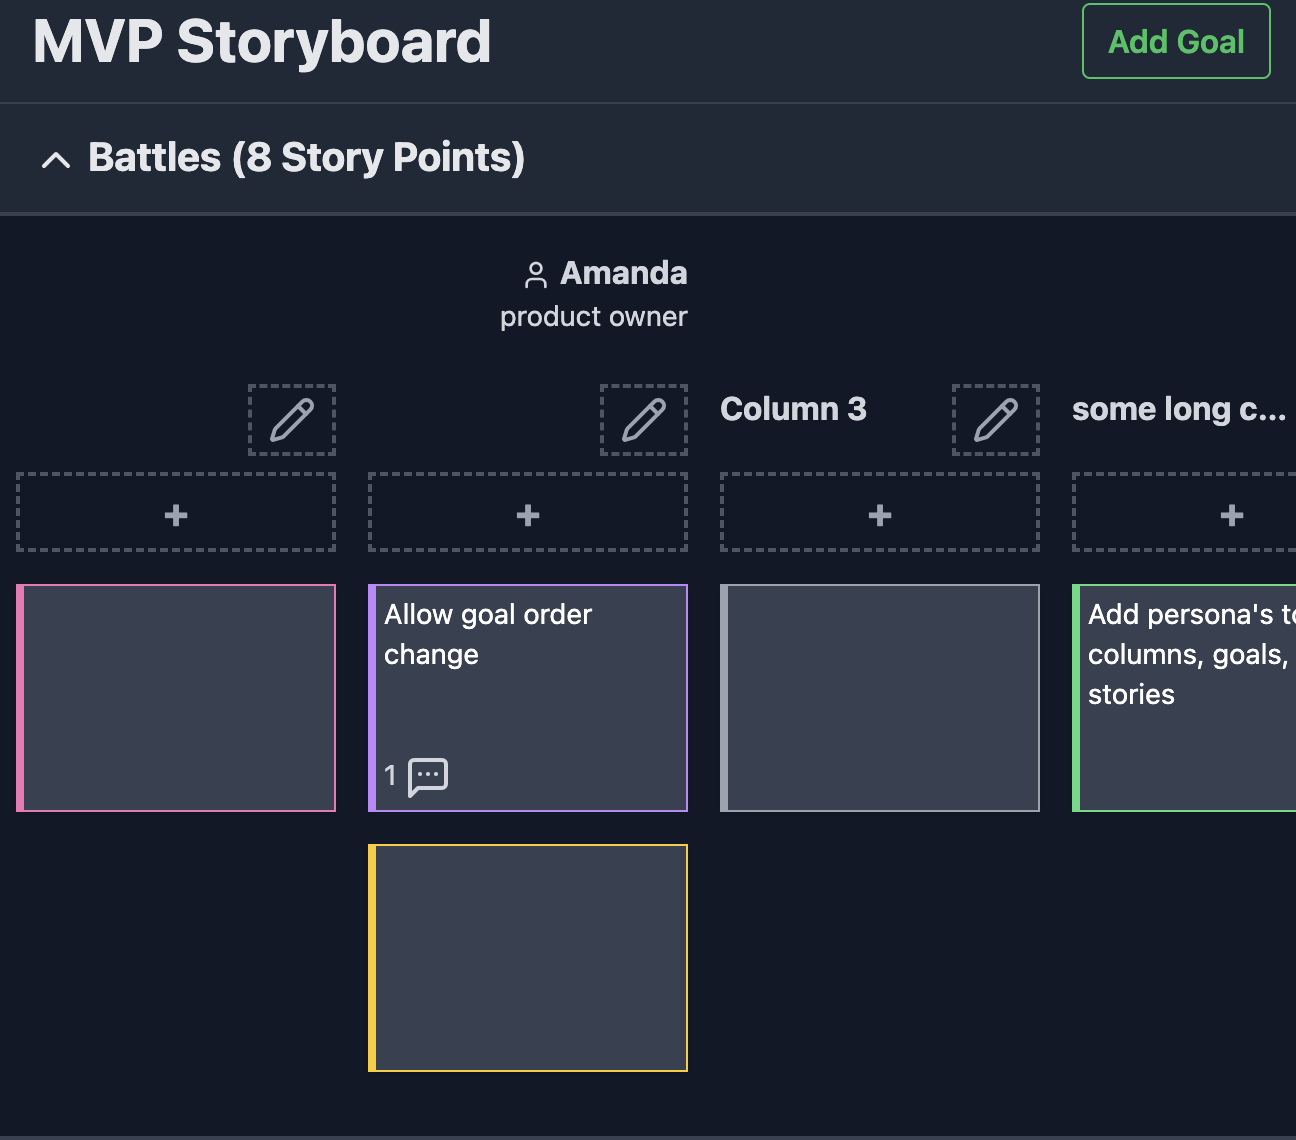 MVP Storyboard
Add Goal
Battles (8 Story Points)
Amanda
product owner
Column 3
some long c...
+
+
+
+
Allow goal order
change
1
Add persona's to
columns, goals,
stories